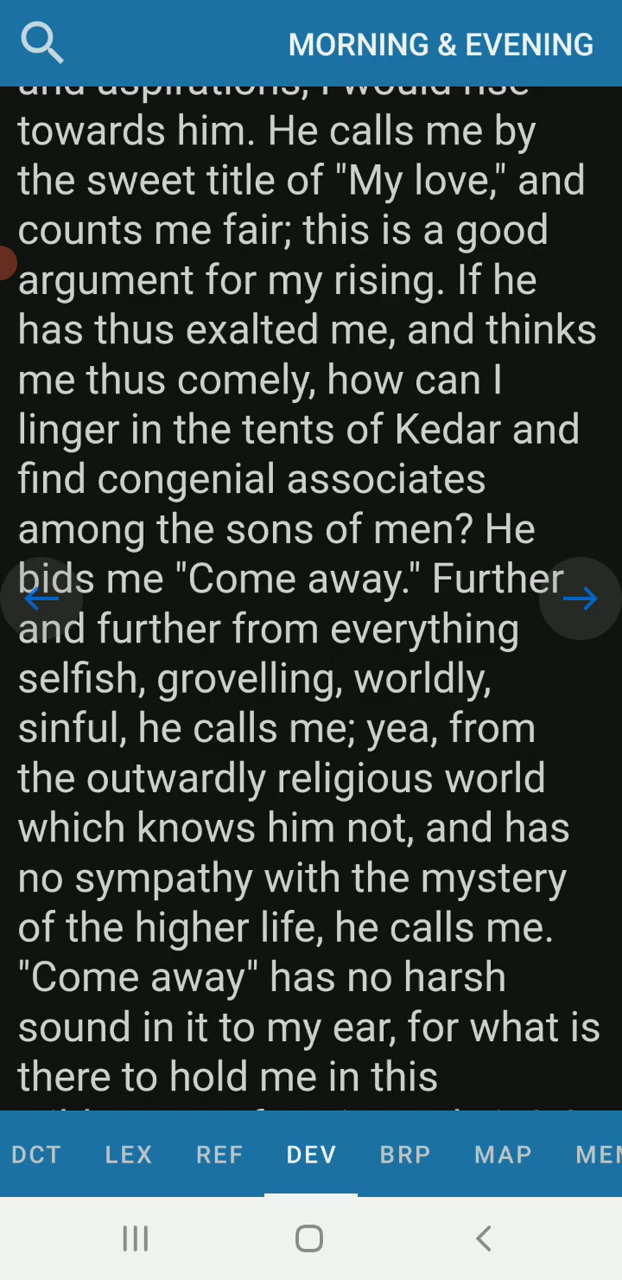 MORNING & EVENING
and aspirations, I would rise
towards him. He calls me by
the sweet title of "My love," and
counts me fair; this is a good
argument for my rising. If he
has thus exalted me, and thinks
me thus comely, how can I
linger in the tents of Kedar and
find congenial associates
among the sons of men? He
bids me "Come away." Further
and further from everything
selfish, grovelling, worldly,
sinful, he calls me; yea, from
the outwardly religious world
which knows him not, and has
no sympathy with the mystery
of the higher life, he calls me.
"Come away" has no harsh
sound in it to my ear, for what is
there to hold me in this
DCT LEX REF DEV BRP MAP